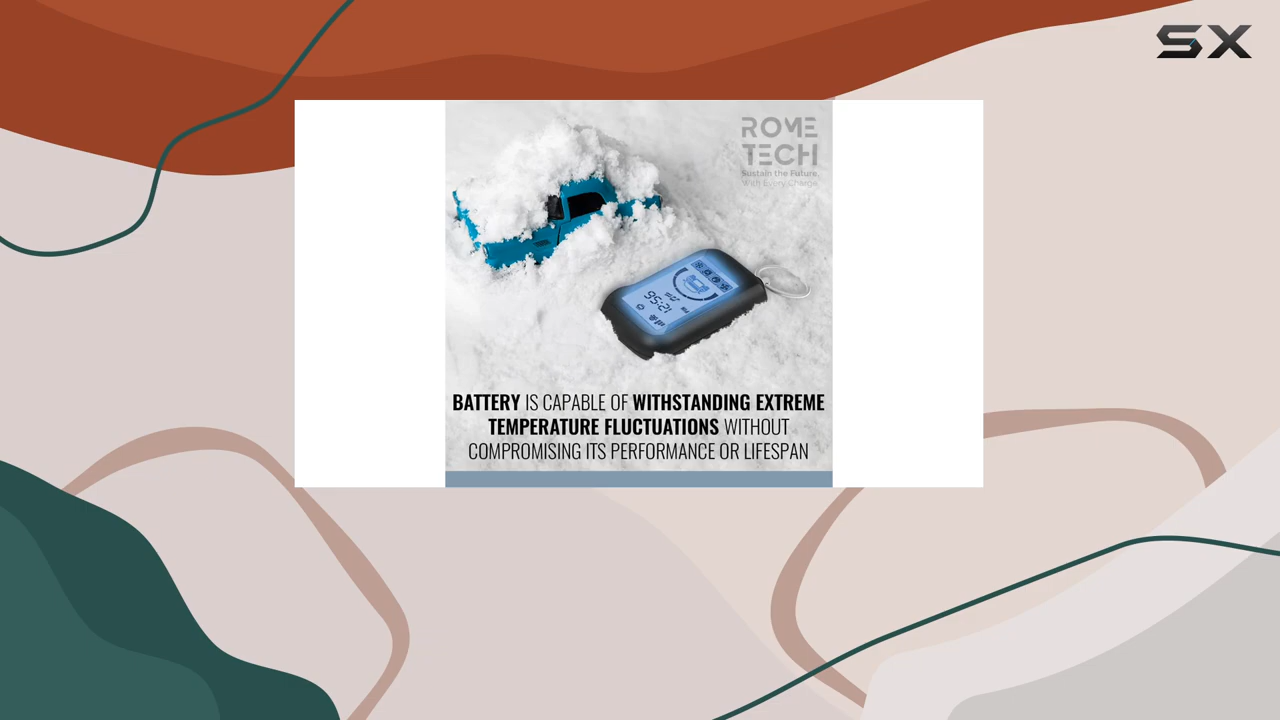 SX
ROME
TECH
Sustain the Future,
With Every Charge.
BATTERY IS CAPABLE OF WITHSTANDING EXTREME
TEMPERATURE FLUCTUATIONS WITHOUT
COMPROMISING ITS PERFORMANCE OR LIFESPAN